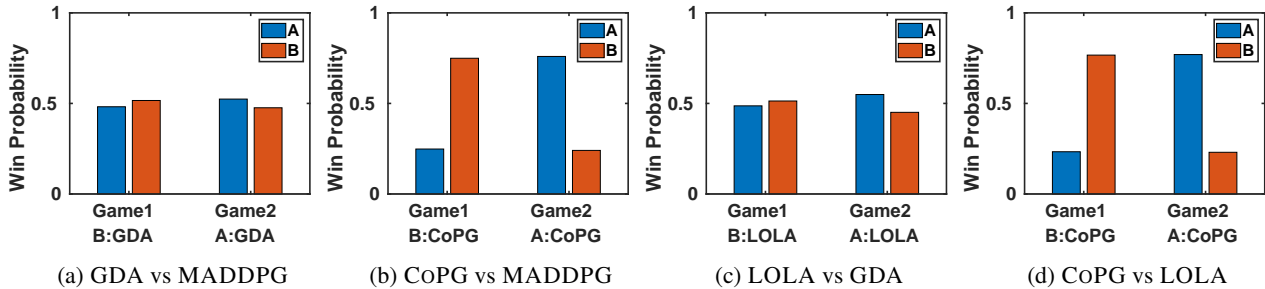 Win Probability
1
0.5
0
A
B
Game1 Game2
B:GDA A:GDA
(a) GDA vs MADDPG
Win Probability
1
0.5
0
A
B
Game1 Game2
B:CoPG A:CoPG
(b) COPG vs MADDPG
Win Probability
1
0.5
0
A
B
Game1 Game2
B:LOLA A:LOLA
(c) LOLA vs GDA
Win Probability
1
0.5
0
A
B
Game1 Game2
B:CoPG A:CoPG
(d) COPG vs LOLA